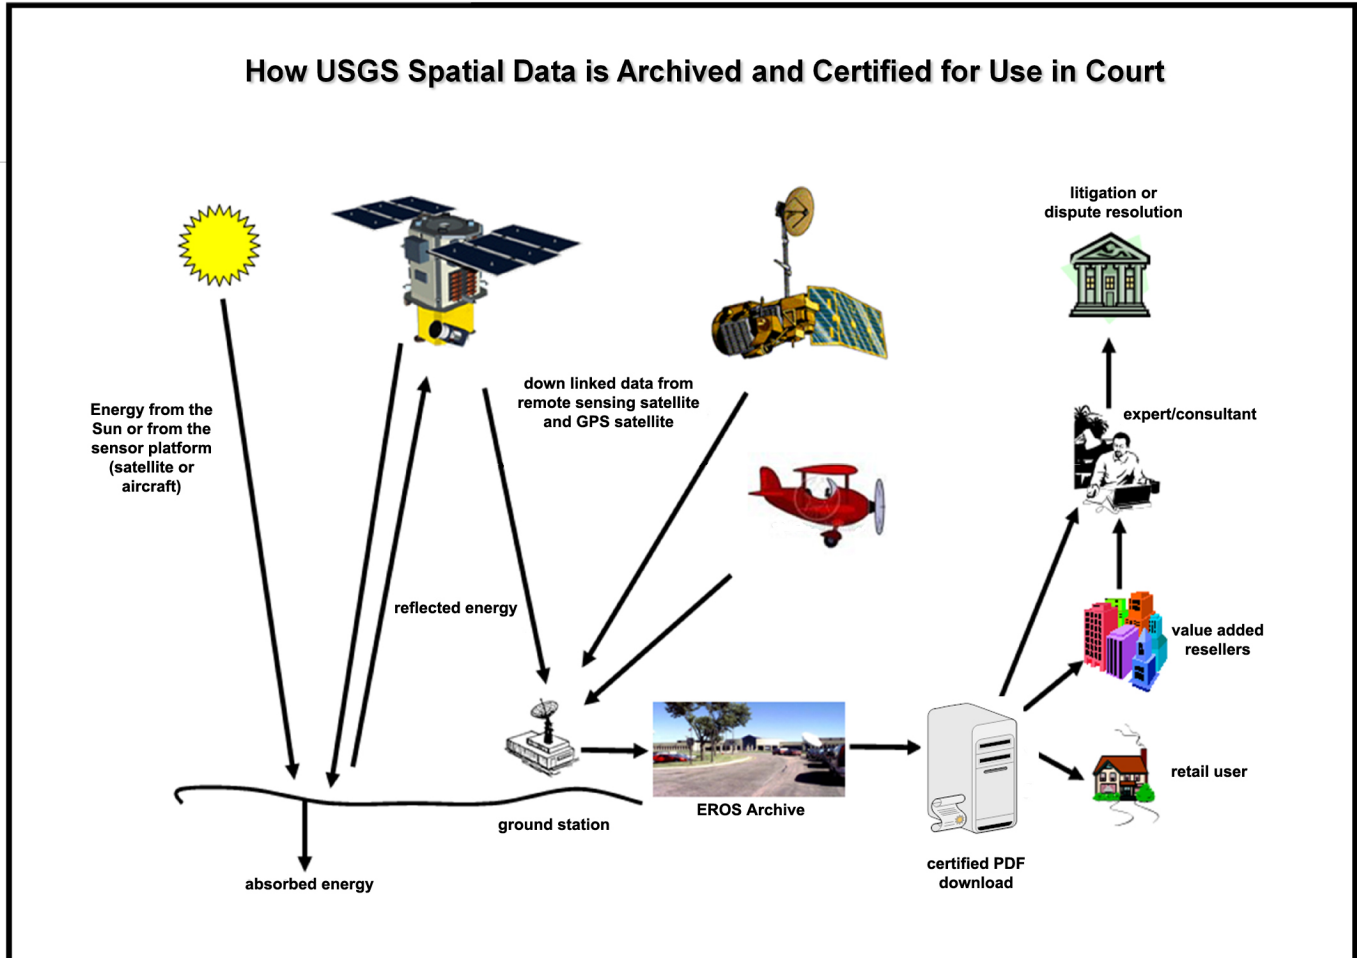 How USGS Spatial Data is Archived and Certified for Use in Court
litigation or
dispute resolution
down linked data from
remote sensing satellite
and GPS satellite
Energy from the
Sun or from the
sensor platform
(satellite or
aircraft)
expert/consultant
reflected energy
value added
resellers
retail user
EROS Archive
ground station
certified PDF
download
absorbed energy